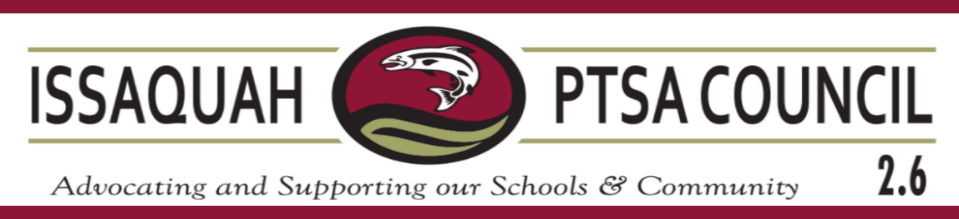 ISSAQUAH PTSA COUNCIL
Advocating and Supporting our Schools & Community 2.6